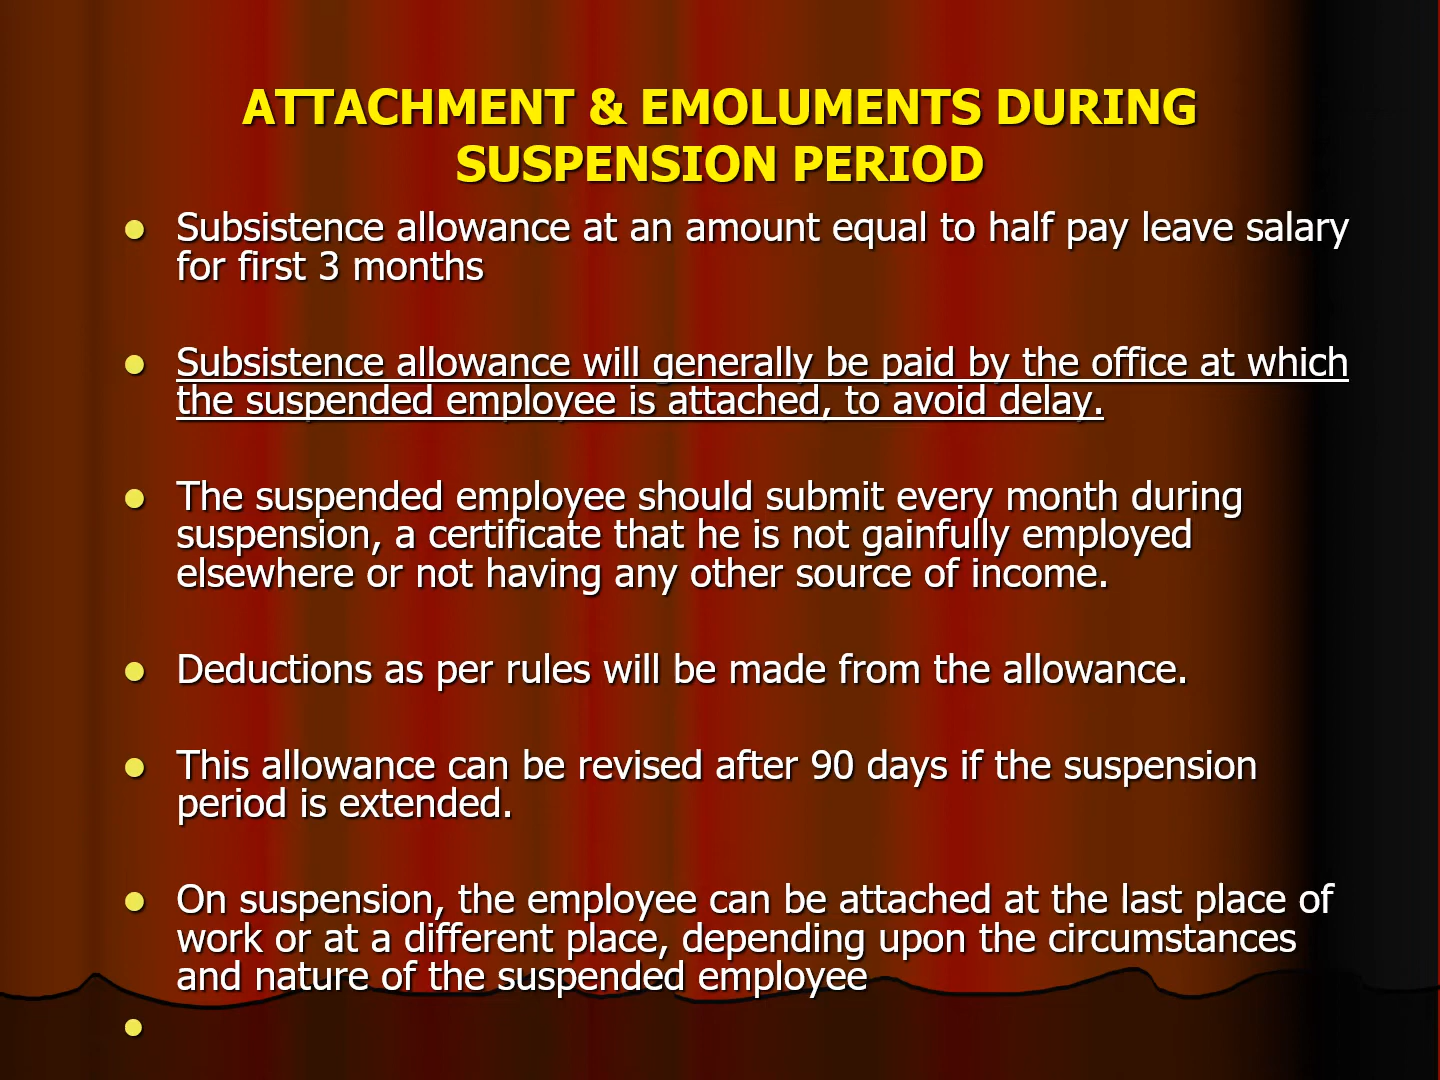 ATTACHMENT & EMOLUMENTS DURING
SUSPENSION PERIOD
Subsistence allowance at an amount equal to half pay leave salary
for first 3 months
Subsistence allowance will generally be paid by the office at which
the suspended employee is attached, to avoid delay.
The suspended employee should submit every month during
suspension, a certificate that he is not gainfully employed
elsewhere or not having any other source of income.
Deductions as per rules will be made from the allowance.
This allowance can be revised after 90 days if the suspension
period is extended.
On suspension, the employee can be attached at the last place of
work or at a different place, depending upon the circumstances
and nature of the suspended employee